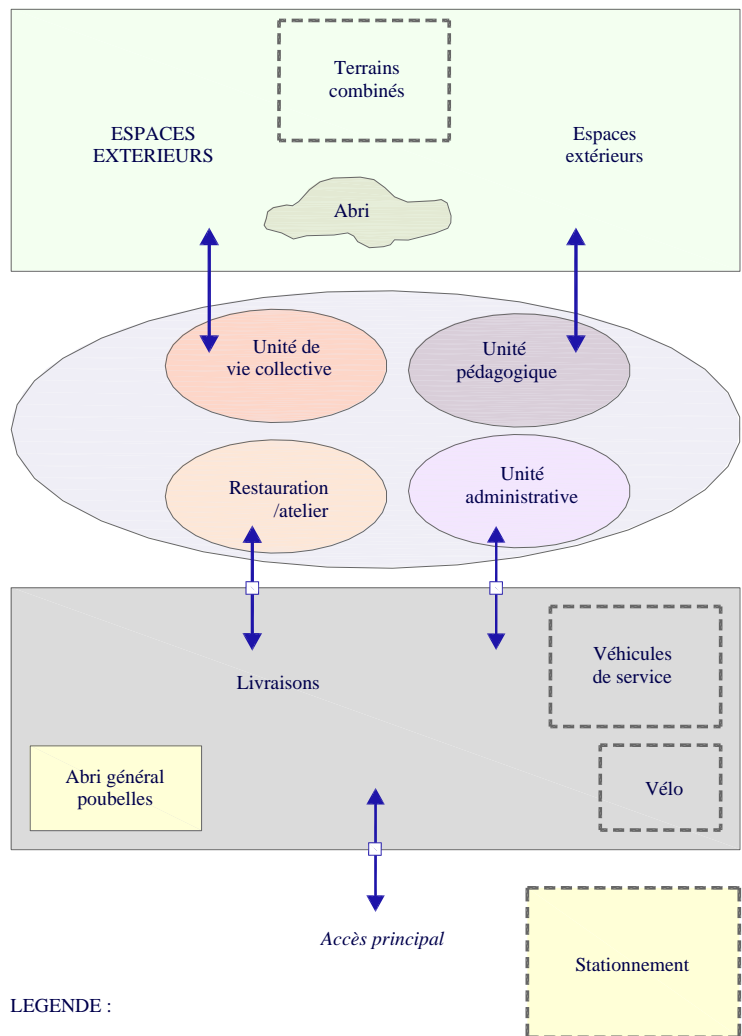 Terrains
combinés
ESPACES
EXTERIEURS
Espaces
extérieurs
Abri
Unité de
vie collective
Unité
pédagogique
Restauration
/atelier
Unité
administrative
Véhicules
de service
Livraisons
Abri général
poubelles
Vélo
Accès principal
Stationnement
LEGENDE :